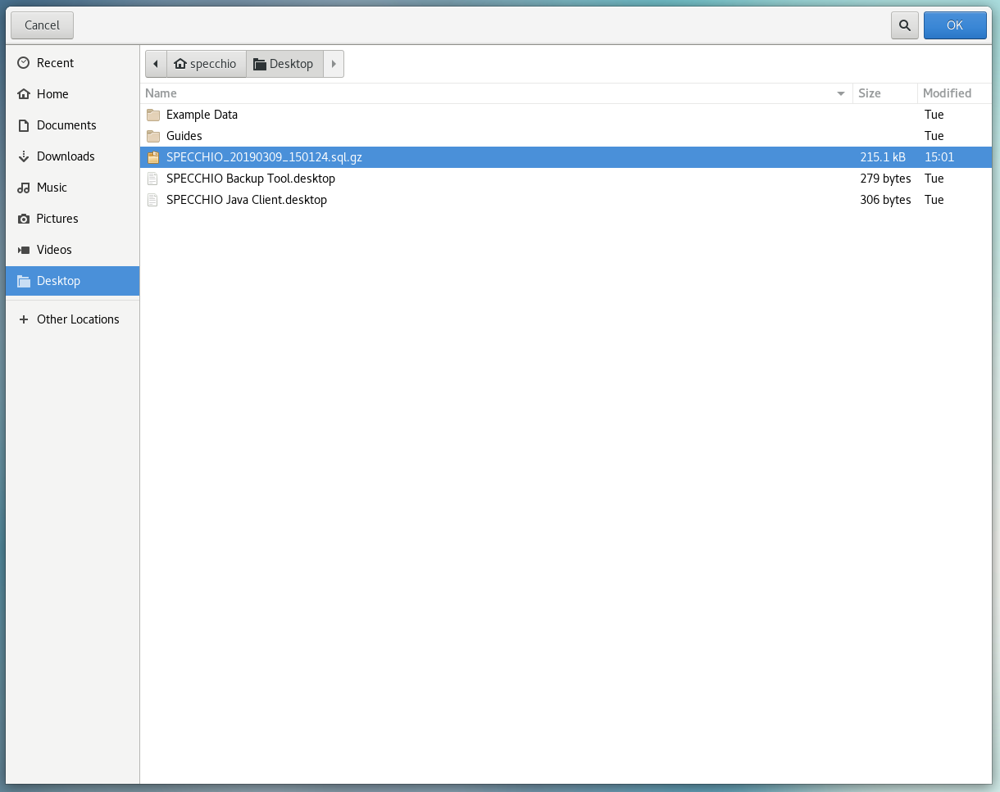 Cancel
OK
Recent
Home
Documents
Downloads
Music
Pictures
Videos
Desktop
Other Locations
specchio Desktop
Name Size Modified
Example Data Tue
Guides Tue
SPECCHIO_20190309_150124.sql.gz 215.1 kB 15:01
SPECCHIO Backup Tool.desktop 279 bytes Tue
SPECCHIO Java Client.desktop 306 bytes Tue